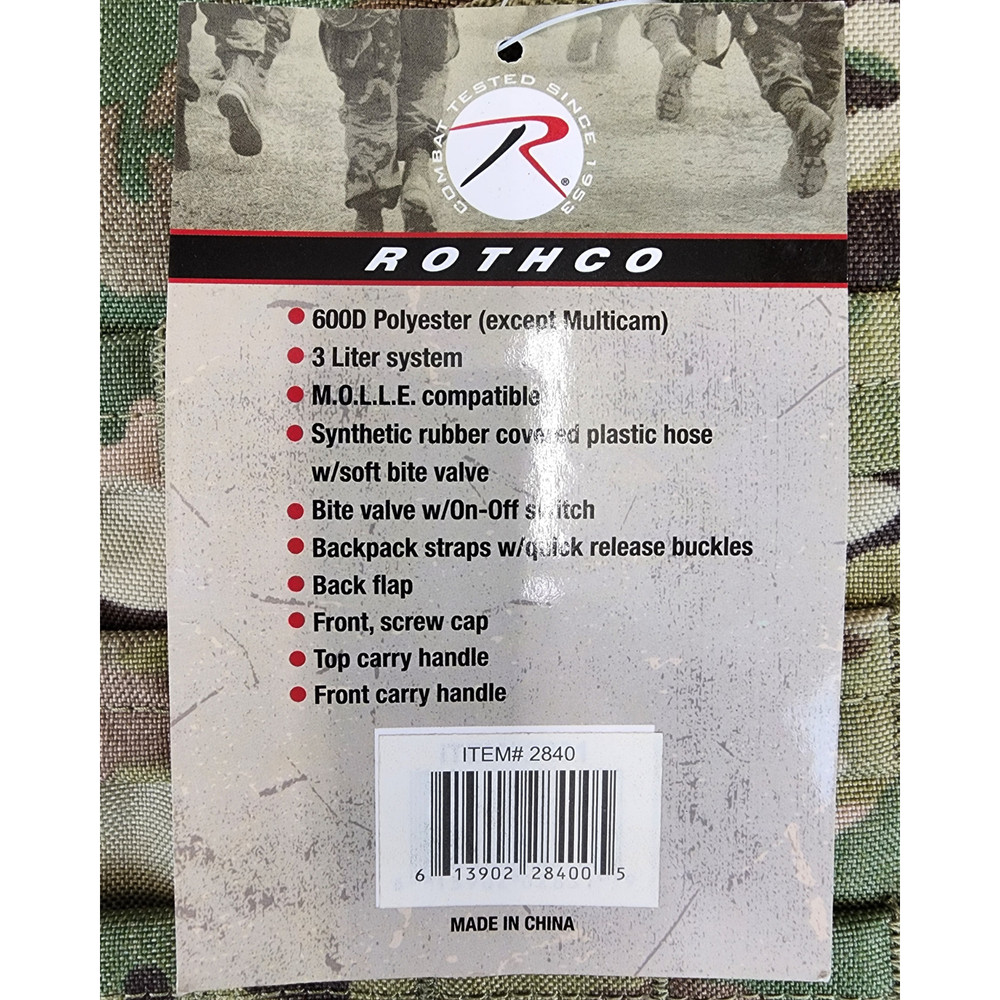 COMBAT TESTED SINCE 1953
R®
ROTHCO
600D Polyester (except Multicam)
3 Liter system
M.O.L.L.E. compatible
Synthetic rubber covered plastic hose
w/soft bite valve
Bite valve w/On-Off switch
Backpack straps w/quick release buckles
Back flap
Front, screw cap
Top carry handle
Front carry handle
ITEM# 2840
6 13902 28400 5
MADE IN CHINA